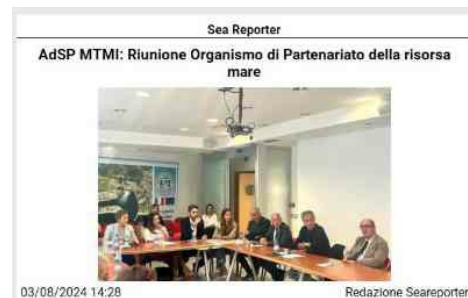 Sea Reporter
AdSP MTMI: Riunione Organismo di Partenariato della risorsa
mare
03/08/2024 14:28
Redazione Seareporter